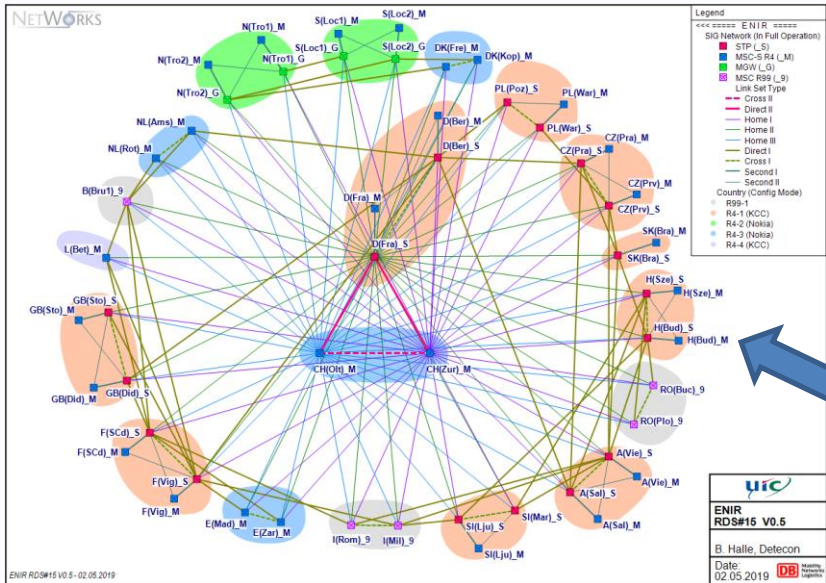 NETWORKS
N(Tro1)_M
S(Loc1)_M
S(Loc2)_M
N(Tro2)_M
N(Tro1)_G
S(Loc1)_G
S(Loc2)_G
DK(Fre)_M
DK(Kop)_M
N(Tro2)_G
PL(Poz)_S
PL(War)_M
PL(War)_S
NL(Ams)_M
NL(Rot)_M
D(Ber)_M
D(Ber)_S
CZ(Pra)_M
CZ(Pra)_S
CZ(Prv)_M
CZ(Prv)_S
B(Bru1)_9
D(Fra)_M
D(Fra)_S
L(Bet)_M
SK(Bra)_M
SK(Bra)_S
H(Sze)_S
H(Sze)_M
GB(Sto)_S
GB(Sto)_M
H(Bud)_S
H(Bud)_M
CH(Olt)_M
CH(Zur)_M
GB(Did)_M
GB(Did)_S
RO(Buc)_9
RO(Plo)_9
F(SCd)_S
F(SCd)_M
F(Vig)_S
F(Vig)_M
A(Vie)_S
A(Vie)_M
A(Sal)_S
A(Sal)_M
E(Mad)_M
E(Zar)_M
I(Rom)_9
I(Mil)_9
SI(Lju)_S
SI(Mar)_S
SI(Lju)_M
Legend
<<< ===== E N I R =====
SIG Network (In Full Operation)
STP (_S)
MSC-S R4 (_M)
MGW (_G)
MSC R99 (_9)
Link Set Type
Cross II
Direct II
Home I
Home II
Home III
Direct I
Cross I
Second I
Second II
Country (Config Mode)
R99-1
R4-1 (KCC)
R4-2 (Nokia)
R4-3 (Nokia)
R4-4 (KCC)
uic
ENIR
RDS#15 V0.5
B. Halle, Detecon
Date:
02.05.2019
DB Mobility Networks Logistics
ENIR RDS#15 V0.5 - 02.05.2019